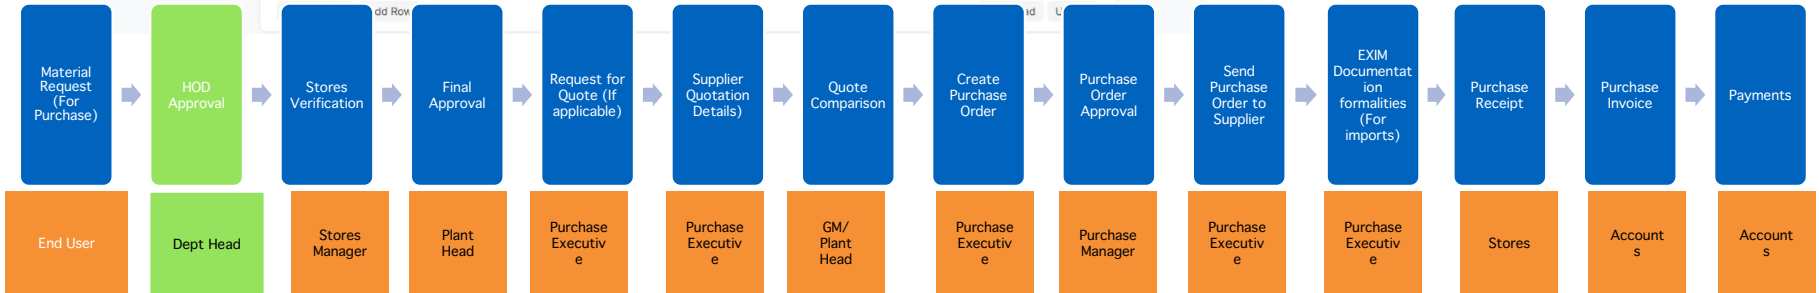 dd Row
ad
U
Material
Request
(For
Purchase)
HOD
Approval
Stores
Verification
Final
Approval
Request for
Quote (If
applicable)
Supplier
Quotation
Details)
Quote
Comparison
Create
Purchase
Order
Purchase
Order
Approval
Send
Purchase
Order to
Supplier
EXIM
Documentat
ion
formalities
(For
imports)
Purchase
Receipt
Purchase
Invoice
Payments
End User
Dept Head
Stores
Manager
Plant
Head
Purchase
Executiv
e
Purchase
Executiv
e
GM/
Plant
Head
Purchase
Executiv
e
Purchase
Manager
Purchase
Executiv
e
Purchase
Executiv
e
Stores
Account
s
Account
s